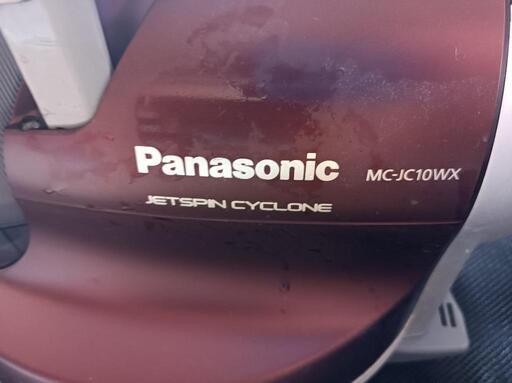 Panasonic MC-JC10WX
JETSPIN CYCLONE